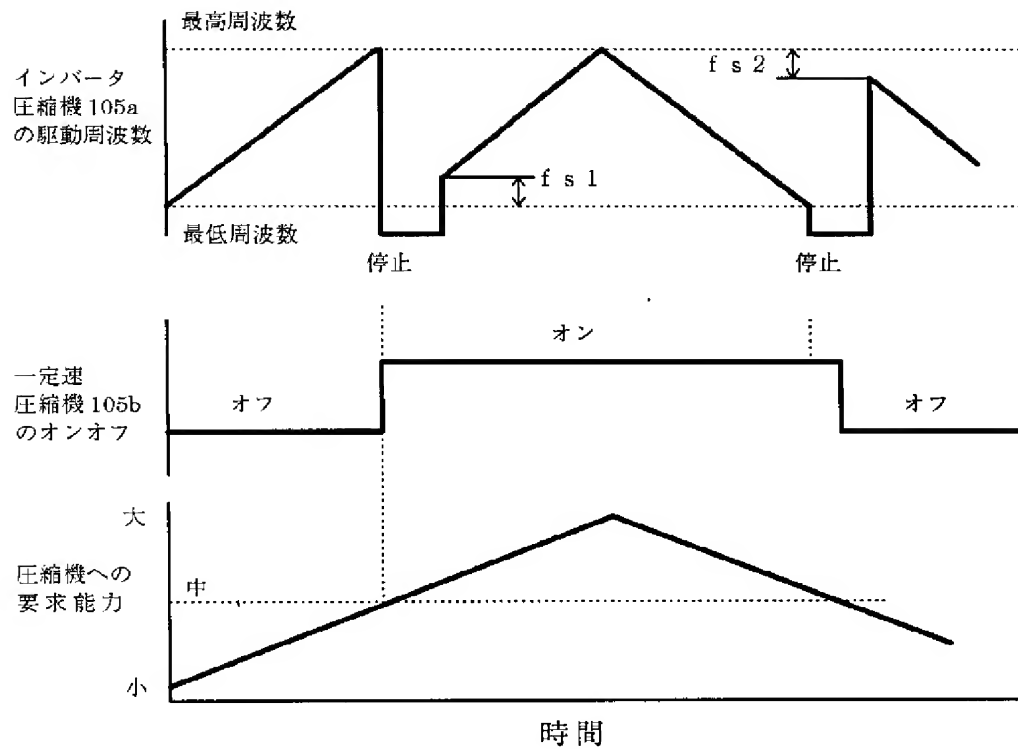 最高周波数
インバータ
圧縮機105a
の駆動周波数
fs2
fs1
最低周波数
停止
停止
オン
一定速
圧縮機105b
のオンオフ
オフ
オフ
大
圧縮機への
要求能力
中
小
時間